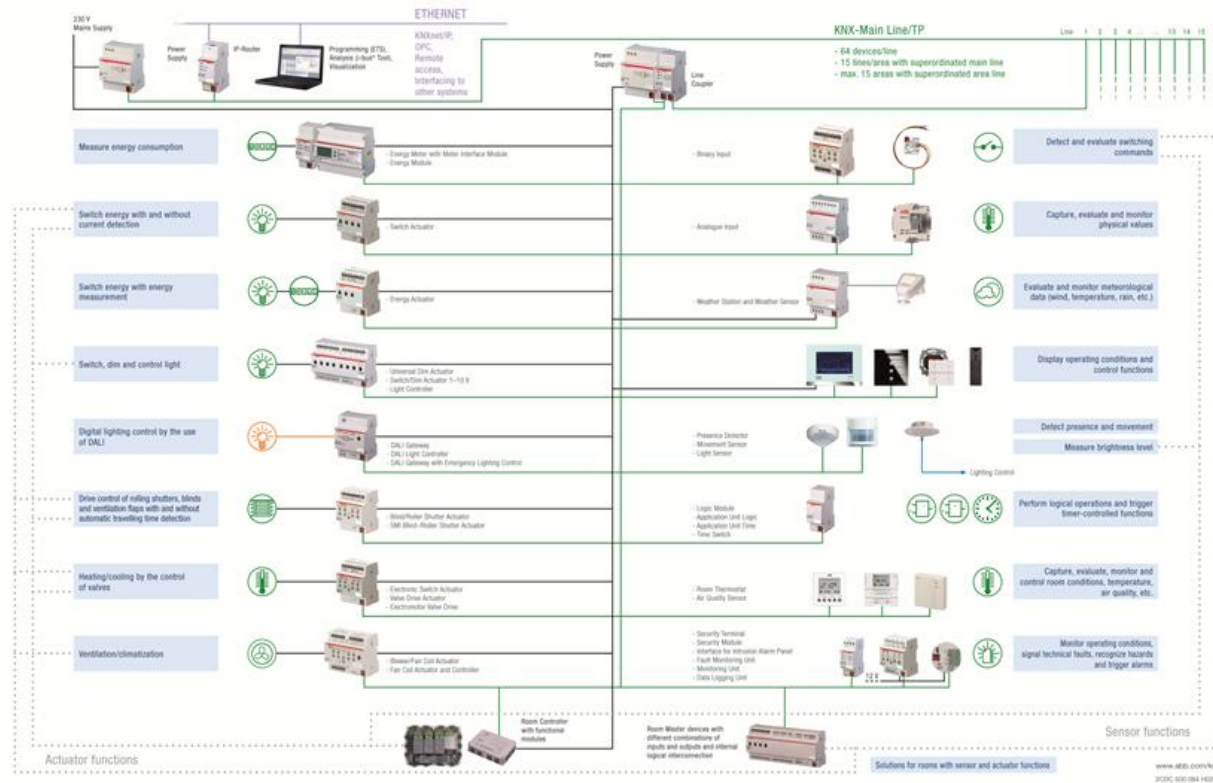 230 V
Mains Supply
Power
Supply
IP-Router
Programming (ETS),
Analysis (i-bus® Tool),
Visualization
ETHERNET
KNXnet/IP,
OPC,
Remote
access,
Interfacing to
other systems
Power
Supply
Line
Coupler
KNX-Main Line/TP
- 64 devices/line
- 15 lines/area with superordinated main line
- max. 15 areas with superordinated area line
Line 1 2 3 4 ... ... 13 14 15
Measure energy consumption
- Energy Meter with Meter Interface Module
- Energy Module
- Binary Input
Detect and evaluate switching
commands
Switch energy with and without
current detection
- Switch Actuator
- Analogue Input
Capture, evaluate and monitor
physical values
Switch energy with energy
measurement
- Energy Actuator
- Weather Station and Weather Sensor
Evaluate and monitor meteorological
data (wind, temperature, rain, etc.)
Switch, dim and control light
- Universal Dim Actuator
- Switch/Dim Actuator 1–10 V
- Light Controller
Display operating conditions and
control functions
Digital lighting control by the use
of DALI
- DALI Gateway
- DALI Light Controller
- DALI Gateway with Emergency Lighting Control
- Presence Detector
- Movement Sensor
- Light Sensor
Lighting Control
Detect presence and movement
Measure brightness level
Drive control of rolling shutters, blinds
and ventilation flaps with and without
automatic travelling time detection
- Blind/Roller Shutter Actuator
- SMI Blind-/Roller Shutter Actuator
- Logic Module
- Application Unit Logic
- Application Unit Time
- Time Switch
Perform logical operations and trigger
timer-controlled functions
Heating/cooling by the control
of valves
- Electronic Switch Actuator
- Valve Drive Actuator
- Electromotor Valve Drive
- Room Thermostat
- Air Quality Sensor
Capture, evaluate, monitor and
control room conditions, temperature,
air quality, etc.
Ventilation/climatization
- Blower/Fan Coil Actuator
- Fan Coil Actuator and Controller
- Security Terminal
- Security Module
- Interface for Intrusion Alarm Panel
- Fault Monitoring Unit
- Monitoring Unit
- Data Logging Unit
12 V
Monitor operating conditions,
signal technical faults, recognize hazards
and trigger alarms
Room Controller
with functional
modules
Room Master devices with
different combinations of
inputs and outputs and internal
logical interconnection
Actuator functions
Sensor functions
Solutions for rooms with sensor and actuator functions
www.abb.com/k